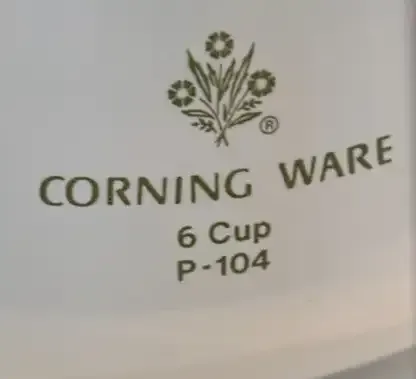 ®
CORNING WARE
6 Cup
P-104